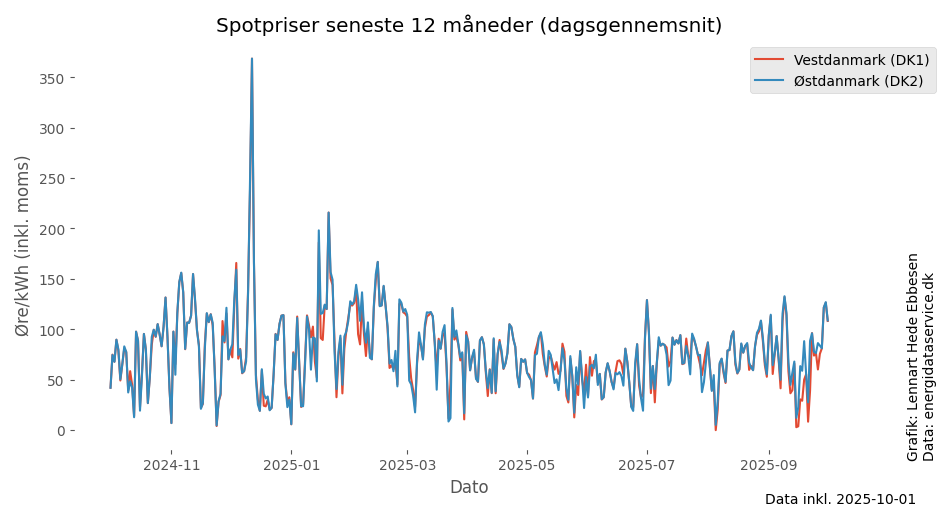 Spotpriser seneste 12 måneder (dagsgennemsnit)
Vestdanmark (DK1)
Østdanmark (DK2)
Øre/kWh (inkl. moms)
350
300
250
200
150
100
50
0
2024-11
2025-01
2025-03
2025-05
2025-07
2025-09
Dato
Grafik: Lennart Hede Ebbesen
Data: energidataservice.dk
Data inkl. 2025-10-01